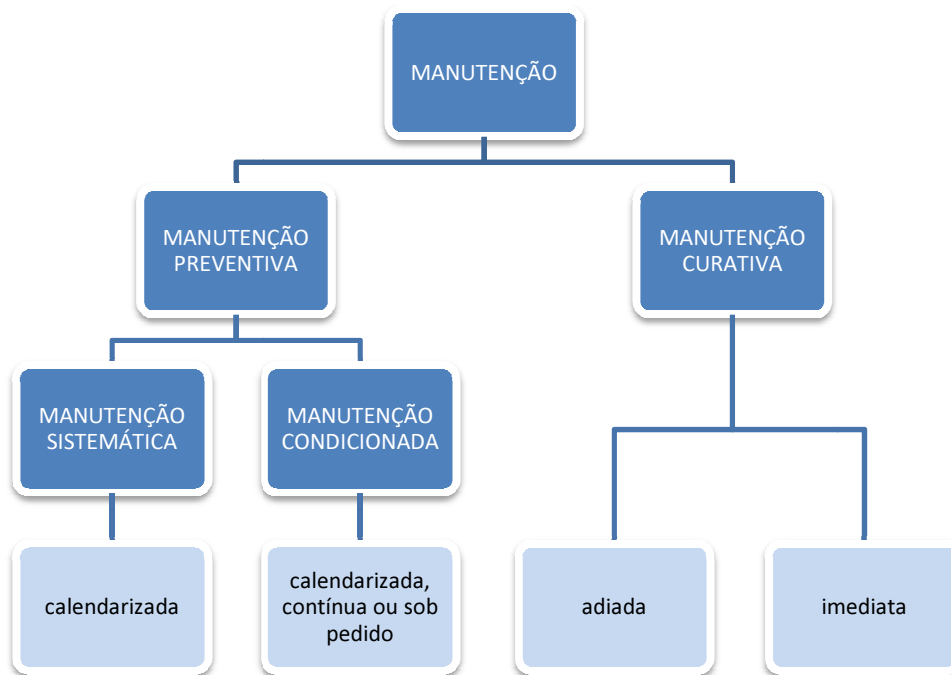 MANUTENÇÃO
MANUTENÇÃO
PREVENTIVA
MANUTENÇÃO
CURATIVA
MANUTENÇÃO
SISTEMÁTICA
MANUTENÇÃO
CONDICIONADA
calendarizada
calendarizada,
contínua ou sob
pedido
adiada
imediata